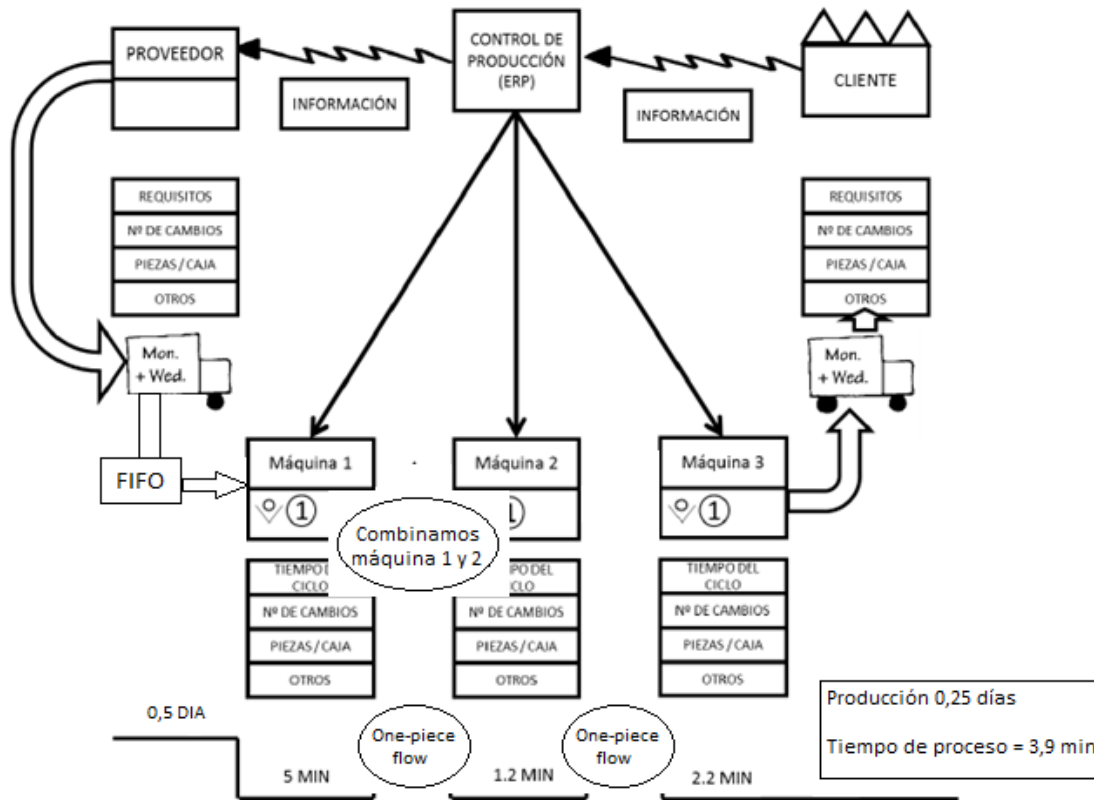 PROVEEDOR
CONTROL DE
PRODUCCIÓN
(ERP)
CLIENTE
INFORMACIÓN
INFORMACIÓN
REQUISITOS
Nº DE CAMBIOS
PIEZAS / CAJA
OTROS
REQUISITOS
Nº DE CAMBIOS
PIEZAS / CAJA
OTROS
Mon.
+ Wed.
Mon.
+ Wed.
FIFO
Máquina 1
Máquina 2
Máquina 3
1
1
Combinamos
máquina 1 y 2
TIEMPO D
CICLO
Nº DE CAMBIOS
PIEZAS / CAJA
OTROS
MPO DEL
CLO
Nº DE CAMBIOS
PIEZAS / CAJA
OTROS
TIEMPO DEL
CICLO
Nº DE CAMBIOS
PIEZAS / CAJA
OTROS
0,5 DIA
5 MIN
One-piece
flow
1.2 MIN
One-piece
flow
2.2 MIN
Producción 0,25 días
Tiempo de proceso = 3,9 min